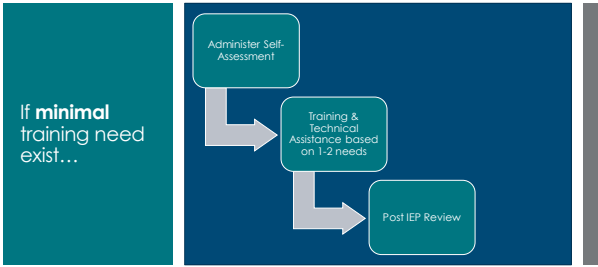 If minimal
training need
exist…
Administer Self-
Assessment
Training &
Technical
Assistance based
on 1-2 needs
Post IEP Review